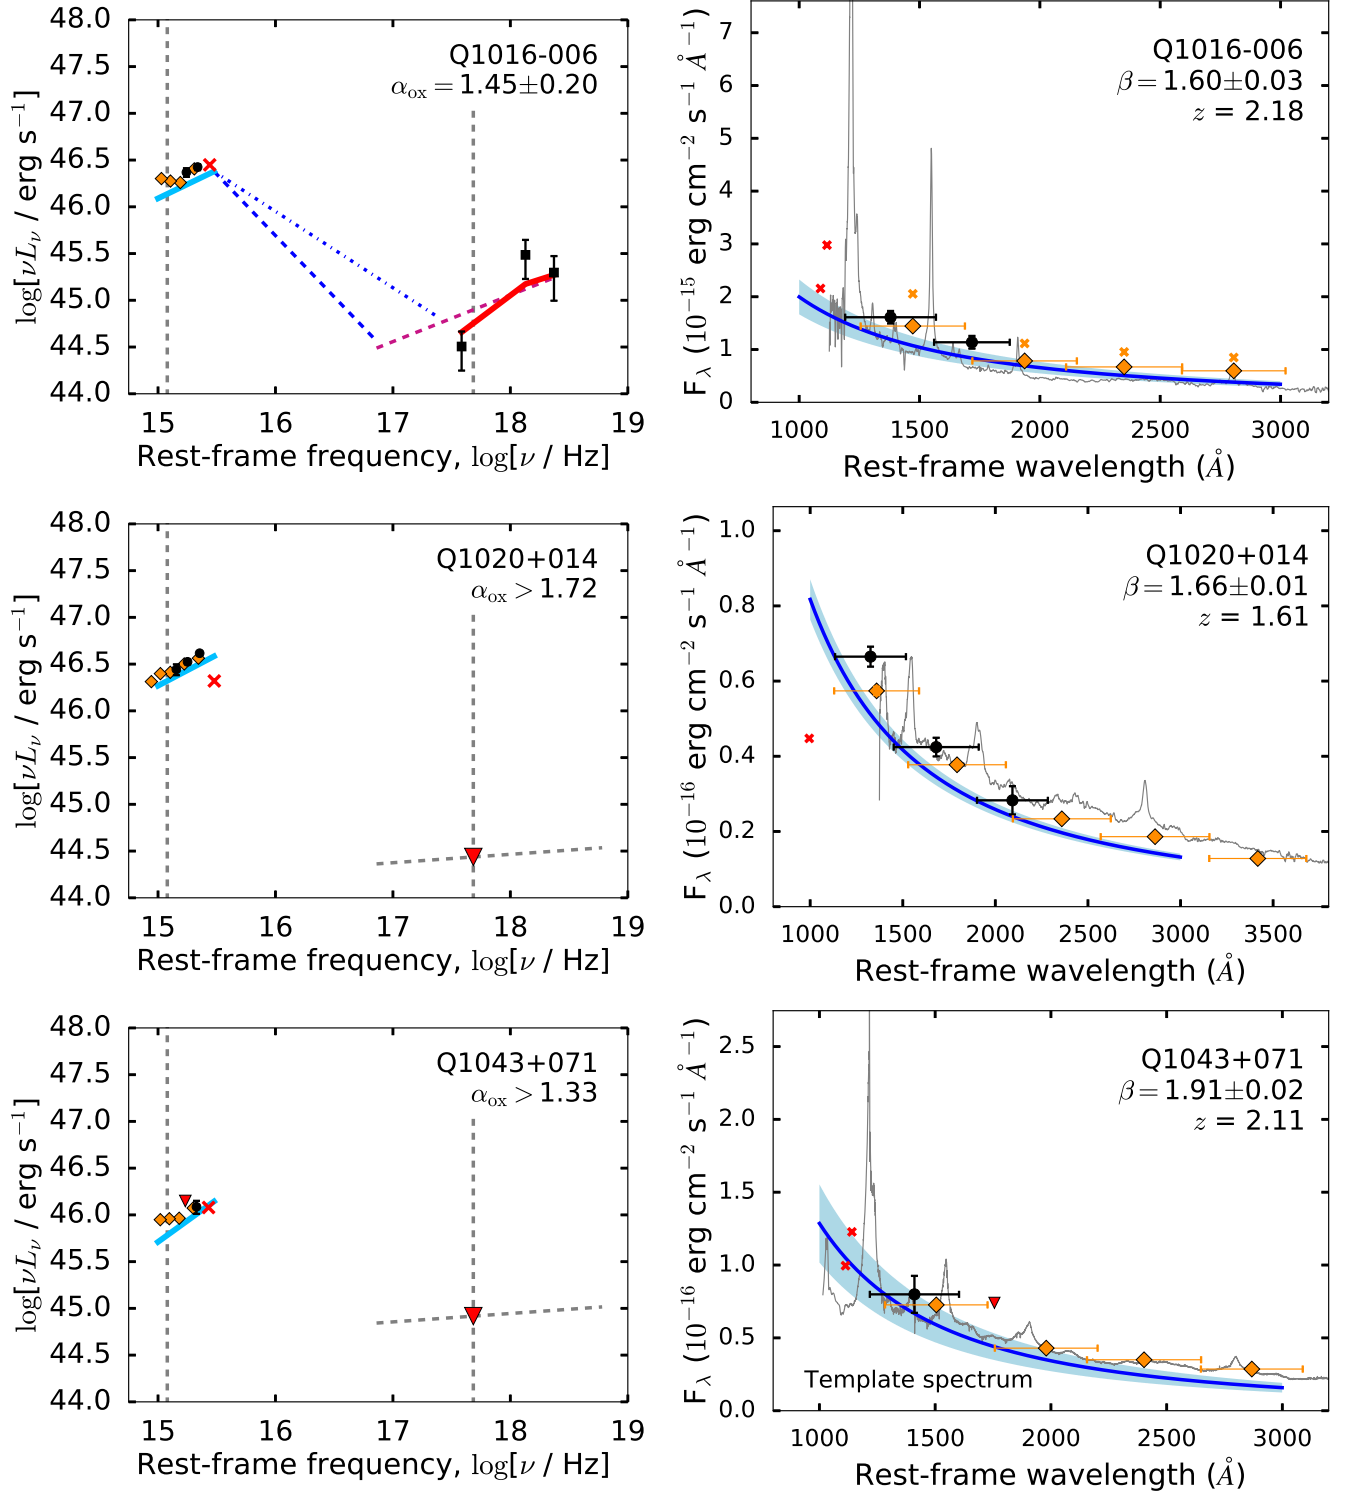 48.0
47.5
47.0
46.5
46.0
45.5
45.0
44.5
44.0
log[νLν / erg s−1]
Q1016-006
αox = 1.45±0.20
15 16 17 18 19
Rest-frame frequency, log[ν / Hz]
7
6
5
4
3
2
1
0
Fλ (10−15 erg cm−2 s−1 Å−1)
Q1016-006
β = 1.60±0.03
z = 2.18
1000 1500 2000 2500 3000
Rest-frame wavelength (Å)
48.0
47.5
47.0
46.5
46.0
45.5
45.0
44.5
44.0
log[νLν / erg s−1]
Q1020+014
αox > 1.72
15 16 17 18 19
Rest-frame frequency, log[ν / Hz]
1.0
0.8
0.6
0.4
0.2
0.0
Fλ (10−16 erg cm−2 s−1 Å−1)
Q1020+014
β = 1.66±0.01
z = 1.61
1000 1500 2000 2500 3000 3500
Rest-frame wavelength (Å)
48.0
47.5
47.0
46.5
46.0
45.5
45.0
44.5
44.0
log[νLν / erg s−1]
Q1043+071
αox > 1.33
15 16 17 18 19
Rest-frame frequency, log[ν / Hz]
2.5
2.0
1.5
1.0
0.5
0.0
Fλ (10−16 erg cm−2 s−1 Å−1)
Q1043+071
β = 1.91±0.02
z = 2.11
Template spectrum
1000 1500 2000 2500 3000
Rest-frame wavelength (Å)